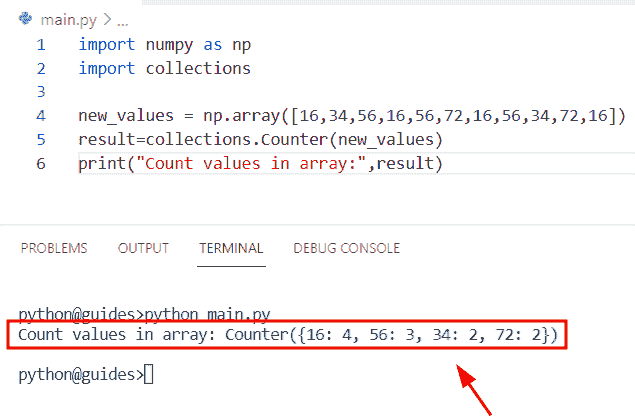 main.py > ...
1 import numpy as np
2 import collections
3
4 new_values = np.array([16,34,56,16,56,72,16,56,34,72,16])
5 result=collections.Counter(new_values)
6 print("Count values in array:",result)
PROBLEMS OUTPUT TERMINAL DEBUG CONSOLE
python@guides>python main.py
Count values in array: Counter({16: 4, 56: 3, 34: 2, 72: 2})
python@guides>